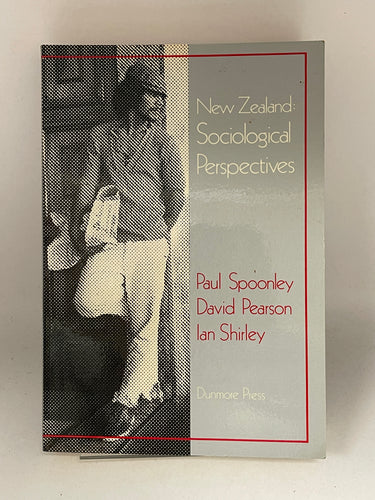 New Zealand:
Sociological
Perspectives
Paul Spoonley
David Pearson
Ian Shirley
Dunmore Press